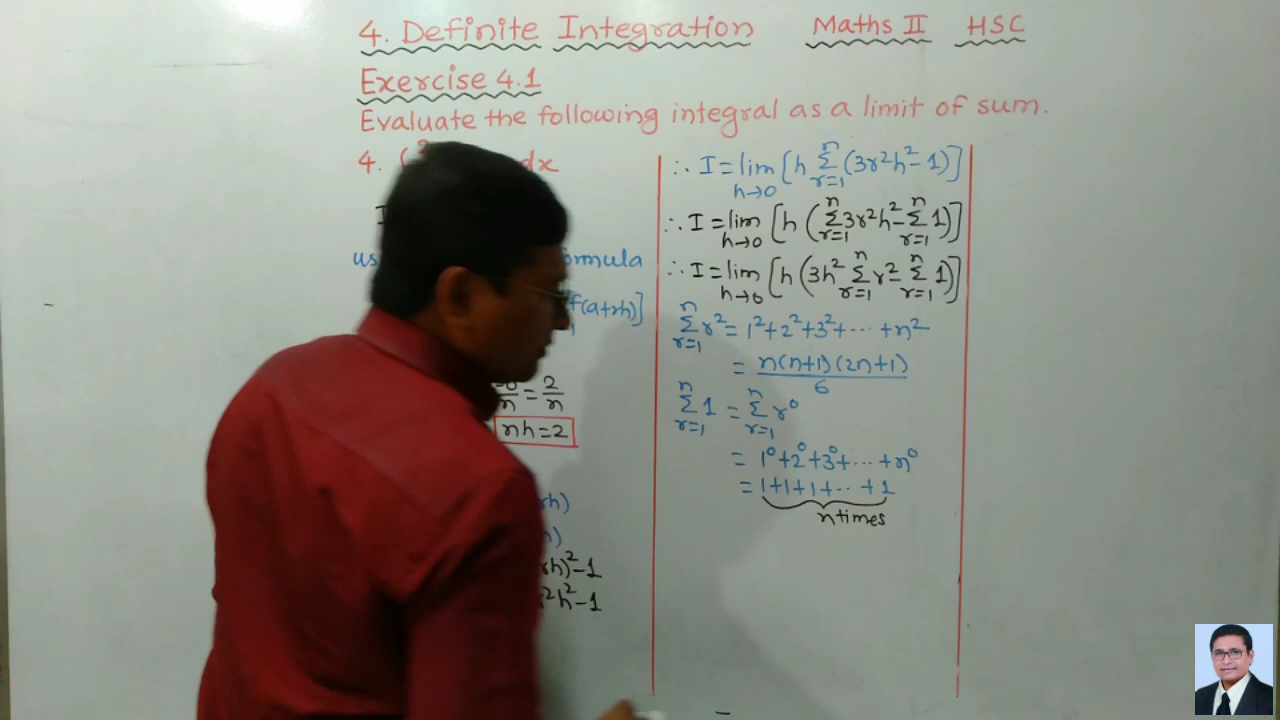 4. Definite Integration Maths II HSC
Exercise 4.1
Evaluate the following integral as a limit of sum.
4. dx
I
f(a+rh)]
n = 2/n
nh=2
rh)
h)
rh)²-1
r²h²-1
∴ I = lim h→0 [h Σ r=1 n (3r²h²-1)]
∴ I = lim h→0 [h (Σ r=1 n 3r²h² - Σ r=1 n 1)]
∴ I = lim h→0 [h (3h² Σ r=1 n r² - Σ r=1 n 1)]
Σ r=1 n r² = 1²+2²+3²+...+n²
= n(n+1)(2n+1)/6
Σ r=1 n 1 = Σ r=1 n r⁰
= 1⁰+2⁰+3⁰+...+n⁰
= 1+1+1+...+1
n times